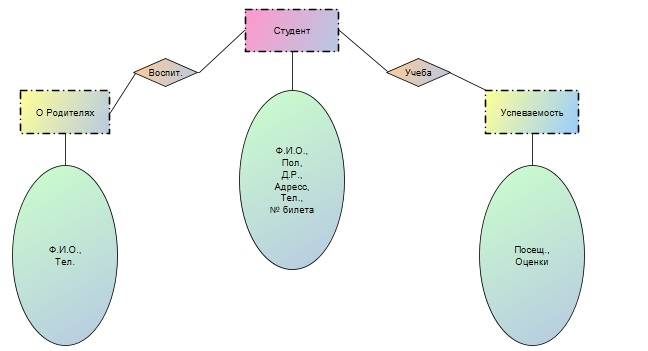 Студент
Воспит.
Учеба
О Родителях
Успеваемость
Ф.И.О.,
Пол,
Д.Р.,
Адресс,
Тел.,
№ билета
Ф.И.О.,
Тел.
Посещ.,
Оценки